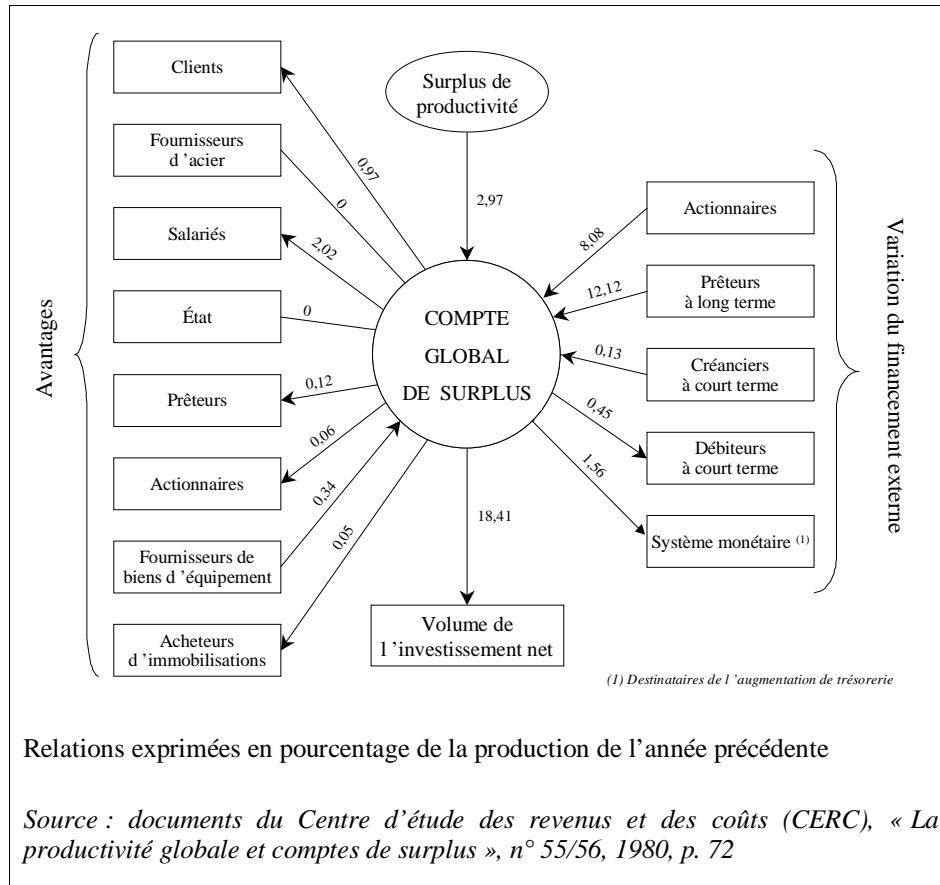 Avantages
Clients
Fournisseurs
d ’acier
Salariés
État
Prêteurs
Actionnaires
Fournisseurs de
biens d ’équipement
Acheteurs
d ’immobilisations
0,97
0
2,02
0
0,12
0,06
0,34
0,05
Surplus de
productivité
2,97
COMPTE
GLOBAL
DE SURPLUS
18,41
Volume de
l ’investissement net
8,08
12,12
0,13
0,45
1,56
Actionnaires
Prêteurs
à long terme
Créanciers
à court terme
Débiteurs
à court terme
Système monétaire (1)
Variation du financement externe
(1) Destinataires de l ’augmentation de trésorerie
Relations exprimées en pourcentage de la production de l’année précédente
Source : documents du Centre d’étude des revenus et des coûts (CERC), « La
productivité globale et comptes de surplus », n° 55/56, 1980, p. 72